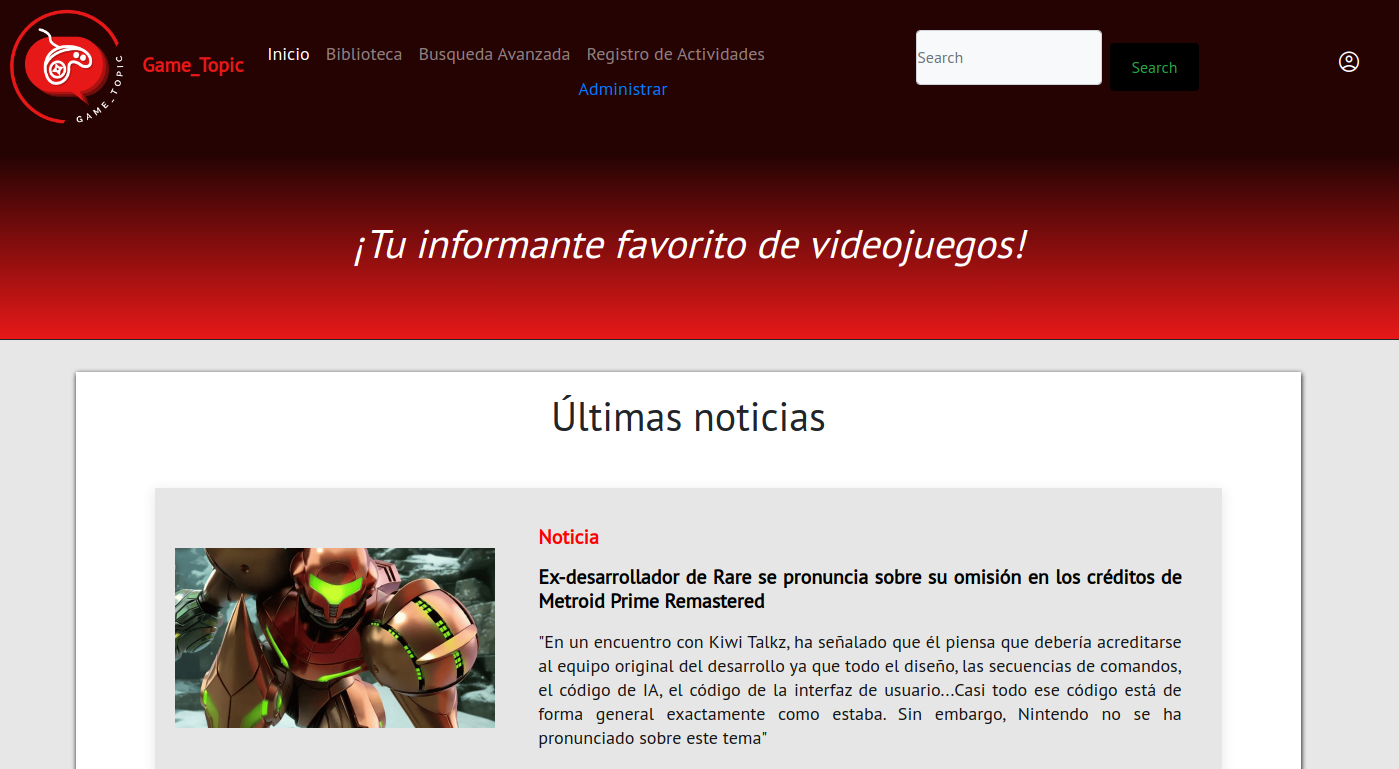 GAME_TOPIC
Game_Topic
Inicio Biblioteca Busqueda Avanzada Registro de Actividades
Administrar
Search
Search
¡Tu informante favorito de videojuegos!
Últimas noticias
Noticia
Ex-desarrollador de Rare se pronuncia sobre su omisión en los créditos de
Metroid Prime Remastered
"En un encuentro con Kiwi Talkz, ha señalado que él piensa que debería acreditarse
al equipo original del desarrollo ya que todo el diseño, las secuencias de comandos,
el código de IA, el código de la interfaz de usuario...Casi todo ese código está de
forma general exactamente como estaba. Sin embargo, Nintendo no se ha
pronunciado sobre este tema"